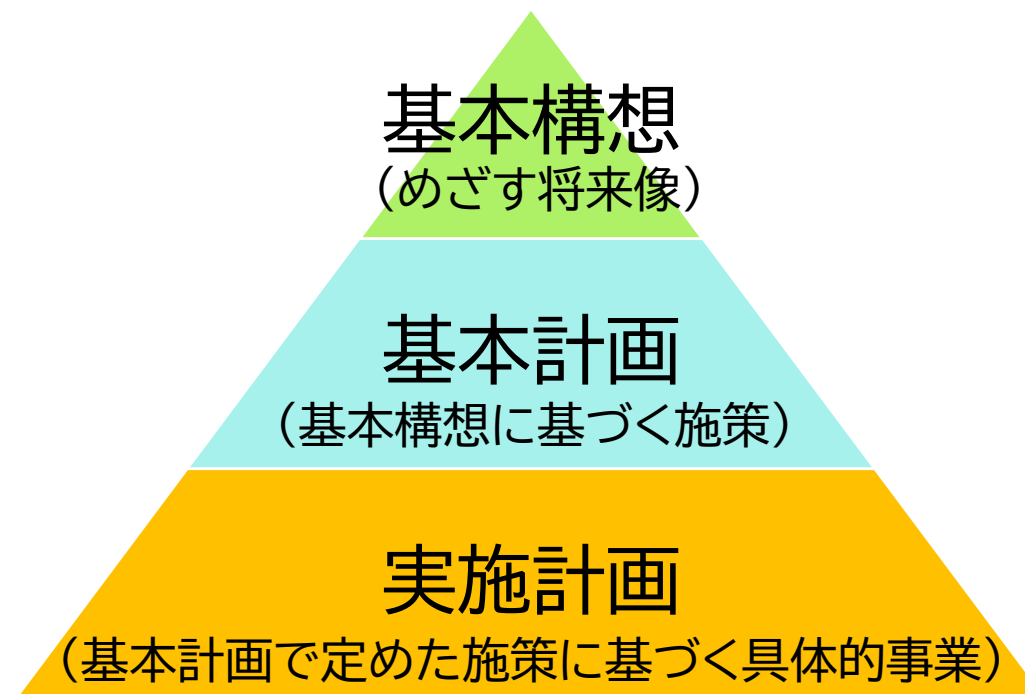 基本構想
（めざす将来像）
基本計画
（基本構想に基づく施策）
実施計画
（基本計画で定めた施策に基づく具体的事業）